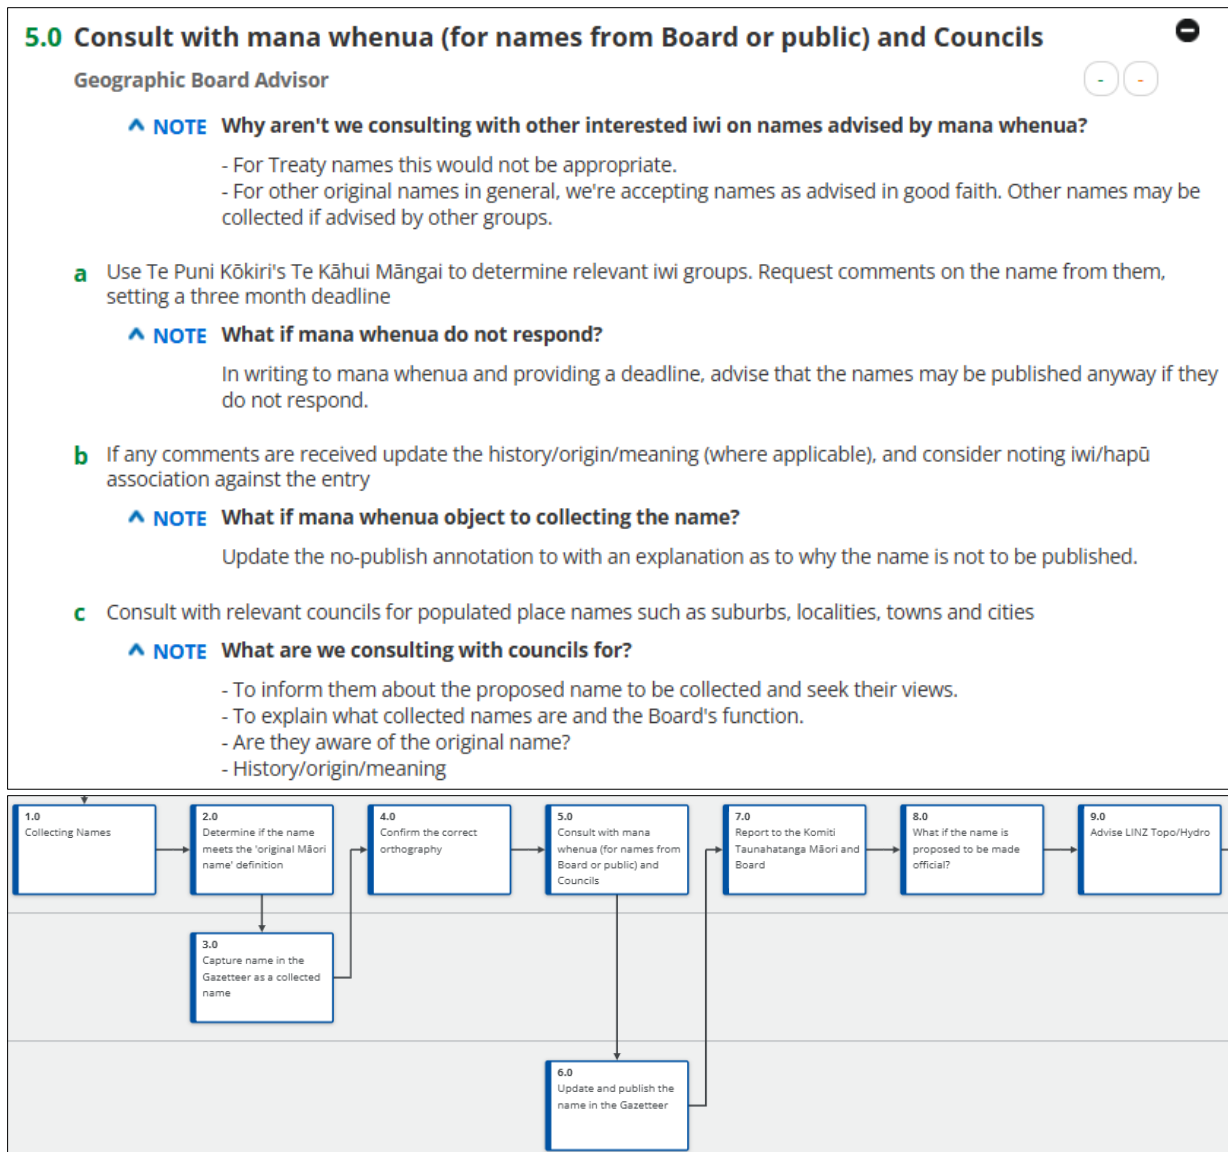 5.0 Consult with mana whenua (for names from Board or public) and Councils
Geographic Board Advisor
- -
NOTE Why aren't we consulting with other interested iwi on names advised by mana whenua?
- For Treaty names this would not be appropriate.
- For other original names in general, we're accepting names as advised in good faith. Other names may be
collected if advised by other groups.
a Use Te Puni Kōkiri's Te Kāhui Māngai to determine relevant iwi groups. Request comments on the name from them,
setting a three month deadline
NOTE What if mana whenua do not respond?
In writing to mana whenua and providing a deadline, advise that the names may be published anyway if they
do not respond.
b If any comments are received update the history/origin/meaning (where applicable), and consider noting iwi/hapū
association against the entry
NOTE What if mana whenua object to collecting the name?
Update the no-publish annotation to with an explanation as to why the name is not to be published.
c Consult with relevant councils for populated place names such as suburbs, localities, towns and cities
NOTE What are we consulting with councils for?
- To inform them about the proposed name to be collected and seek their views.
- To explain what collected names are and the Board's function.
- Are they aware of the original name?
- History/origin/meaning
1.0
Collecting Names
2.0
Determine if the name
meets the 'original Māori
name' definition
4.0
Confirm the correct
orthography
5.0
Consult with mana
whenua (for names from
Board or public) and
Councils
7.0
Report to the Komiti
Taunahatanga Māori and
Board
8.0
What if the name is
proposed to be made
official?
9.0
Advise LINZ Topo/Hydro
3.0
Capture name in the
Gazetteer as a collected
name
6.0
Update and publish the
name in the Gazetteer